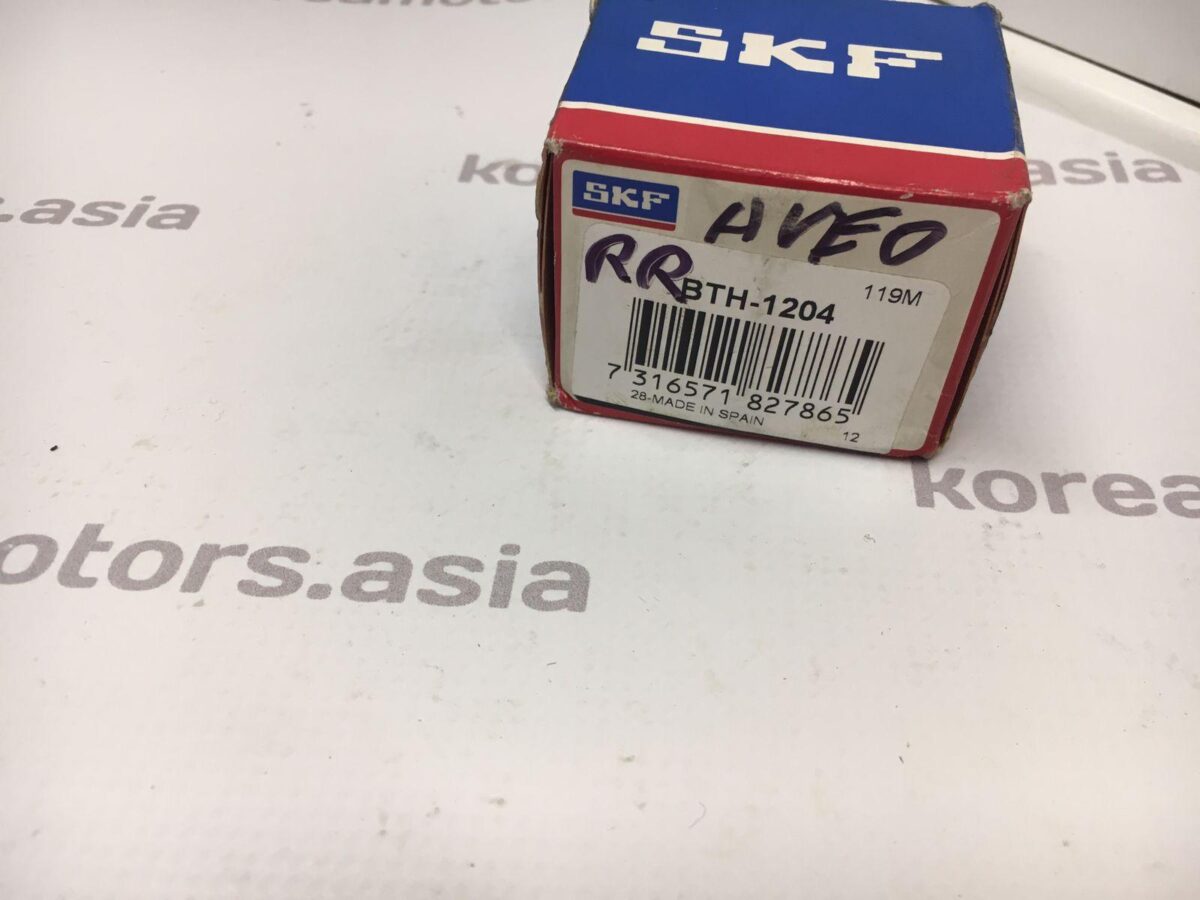 SKF
SKF
AVEO
RR
BTH-1204
119M
7 316571 827865
28-MADE IN SPAIN
12
.asia
asia
korea
otors.asia